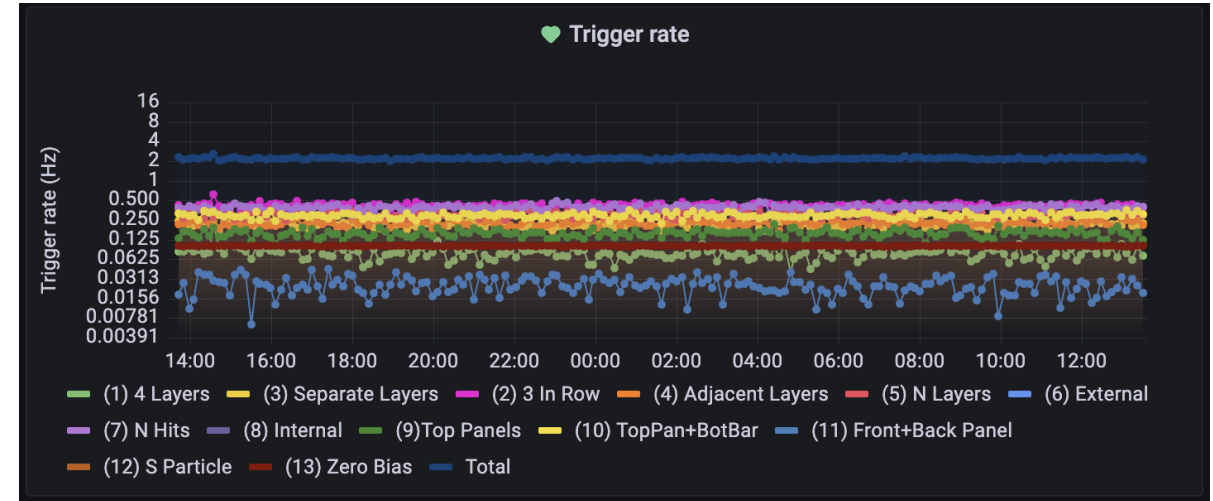 Trigger rate
Trigger rate (Hz)
16
8
4
2
1
0.500
0.250
0.125
0.0625
0.0313
0.0156
0.00781
0.00391
14:00 16:00 18:00 20:00 22:00 00:00 02:00 04:00 06:00 08:00 10:00 12:00
(1) 4 Layers (3) Separate Layers (2) 3 In Row (4) Adjacent Layers (5) N Layers (6) External
(7) N Hits (8) Internal (9)Top Panels (10) TopPan+BotBar (11) Front+Back Panel
(12) S Particle (13) Zero Bias Total